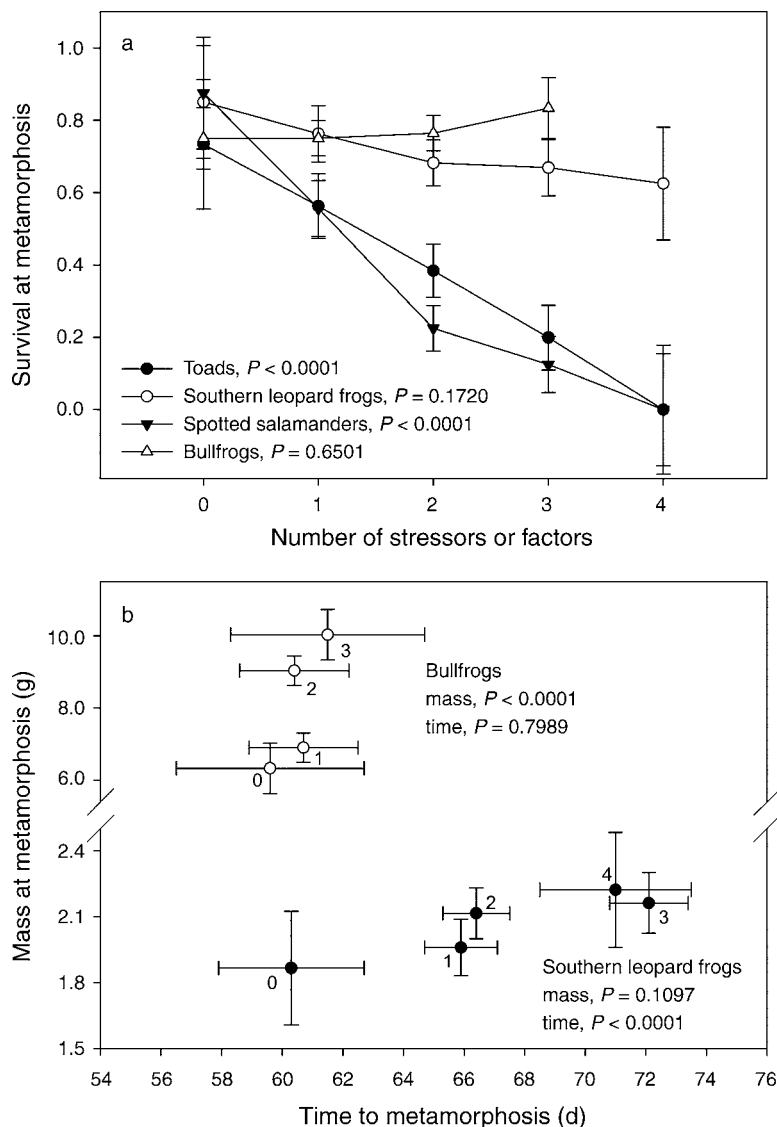 a
1.0
0.8
0.6
0.4
0.2
0.0
Survival at metamorphosis
Toads, P < 0.0001
Southern leopard frogs, P = 0.1720
Spotted salamanders, P < 0.0001
Bullfrogs, P = 0.6501
0 1 2 3 4
Number of stressors or factors
b
10.0
8.0
6.0
2.4
2.1
1.8
1.5
Mass at metamorphosis (g)
3
2
1
0
Bullfrogs
mass, P < 0.0001
time, P = 0.7989
4
3
2
1
0
Southern leopard frogs
mass, P = 0.1097
time, P < 0.0001
54 56 58 60 62 64 66 68 70 72 74 76
Time to metamorphosis (d)